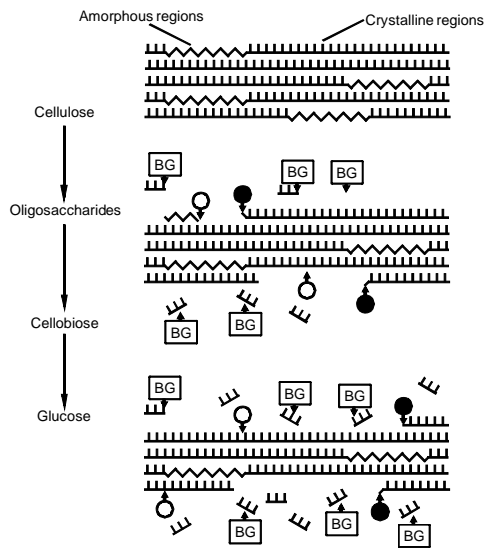 Amorphous regions
Crystalline regions
Cellulose
BG
BG
BG
Oligosaccharides
Cellobiose
BG
BG
BG
BG
BG
Glucose
BG
BG
BG